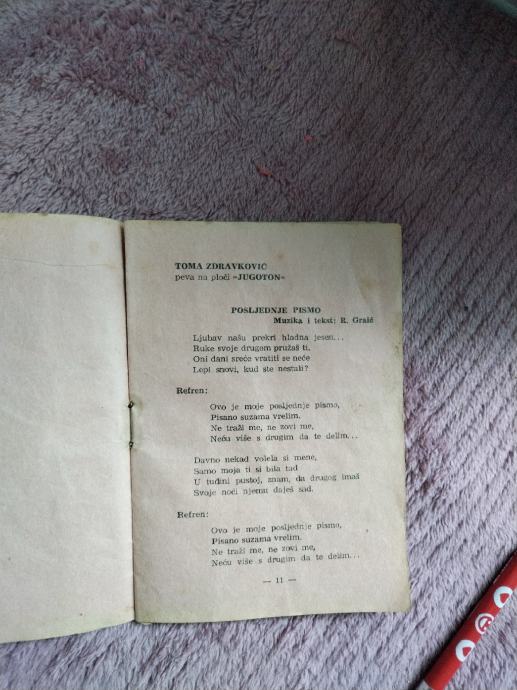 TOMA ZDRAVKOVIĆ
peva na ploči »JUGOTON«
POSLJEDNJE PISMO
Muzika i tekst: R. Graić
Ljubav našu prekri hladna jesen...
Ruke svoje drugom pružaš ti,
Oni dani sreće vratiti se neće
Lepi snovi, kud ste nestali?
Refren:
Ovo je moje posljednje pismo,
Pisano suzama vrelim.
Ne traži me, ne zovi me,
Neću više s drugim da te delim...
Davno nekad volela si mene,
Samo moja ti si bila tad
U tuđini pustoj, znam, da drugog imaš
Svoje noći njemu daješ sad.
Refren:
Ovo je moje posljednje pismo,
Pisano suzama vrelim.
Ne traži me, ne zovi me,
Neću više s drugim da te delim...
— 11 —